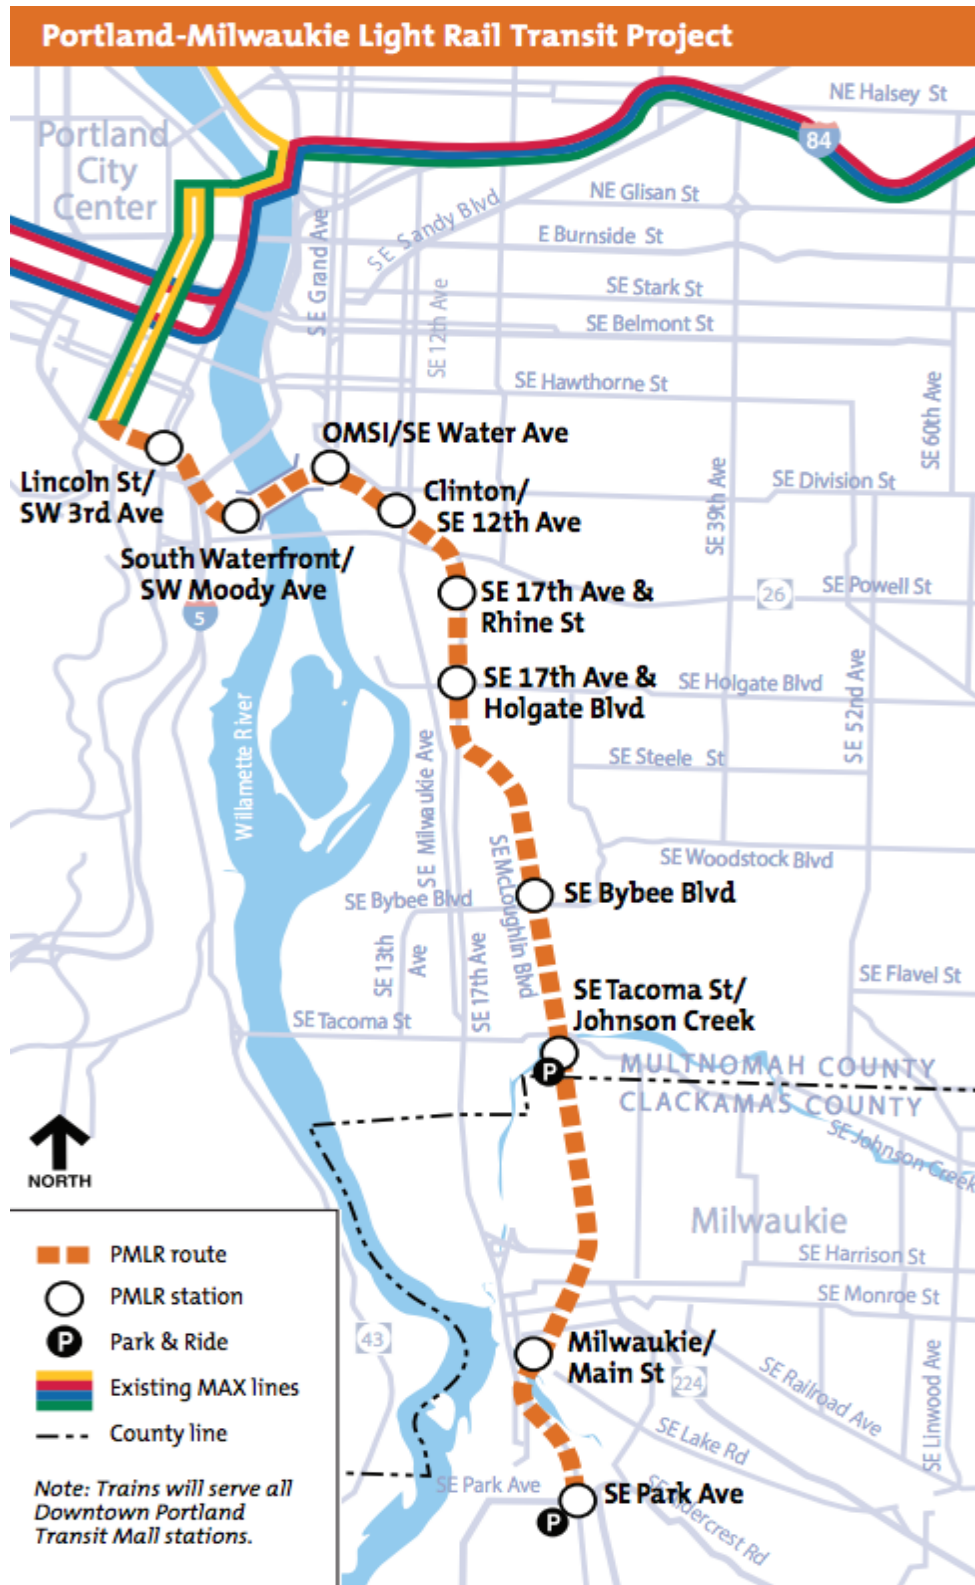 Portland-Milwaukie Light Rail Transit Project
NE Halsey St
84
Portland
City
Center
NE Glisan St
SE Sandy Blvd
E Burnside St
SE Grand Ave
SE 12th Ave
SE Stark St
SE Belmont St
SE Hawthorne St
SE 60th Ave
OMSI/SE Water Ave
Lincoln St/
SW 3rd Ave
Clinton/
SE 12th Ave
SE 39th Ave
SE Division St
South Waterfront/
SW Moody Ave
5
SE 17th Ave &
Rhine St
26
SE Powell St
SE 17th Ave &
Holgate Blvd
SE Holgate Blvd
SE 52nd Ave
Willamette River
SE Milwaukie Ave
SE Steele St
SE McLoughlin Blvd
SE Woodstock Blvd
SE Bybee Blvd
SE Bybee Blvd
SE 13th
Ave
SE 17th Ave
SE Flavel St
SE Tacoma St/
Johnson Creek
SE Tacoma St
P
MULTNOMAH COUNTY
CLACKAMAS COUNTY
SE Johnson Creek
NORTH
Milwaukie
SE Harrison St
SE Monroe St
PMLR route
PMLR station
P
Park & Ride
Existing MAX lines
County line
Note: Trains will serve all
Downtown Portland
Transit Mall stations.
43
Milwaukie/
Main St
224
SE Railroad Ave
SE Linwood Ave
SE Lake Rd
SE Park Ave
SE Park Ave
P
SE Aldercrest Rd